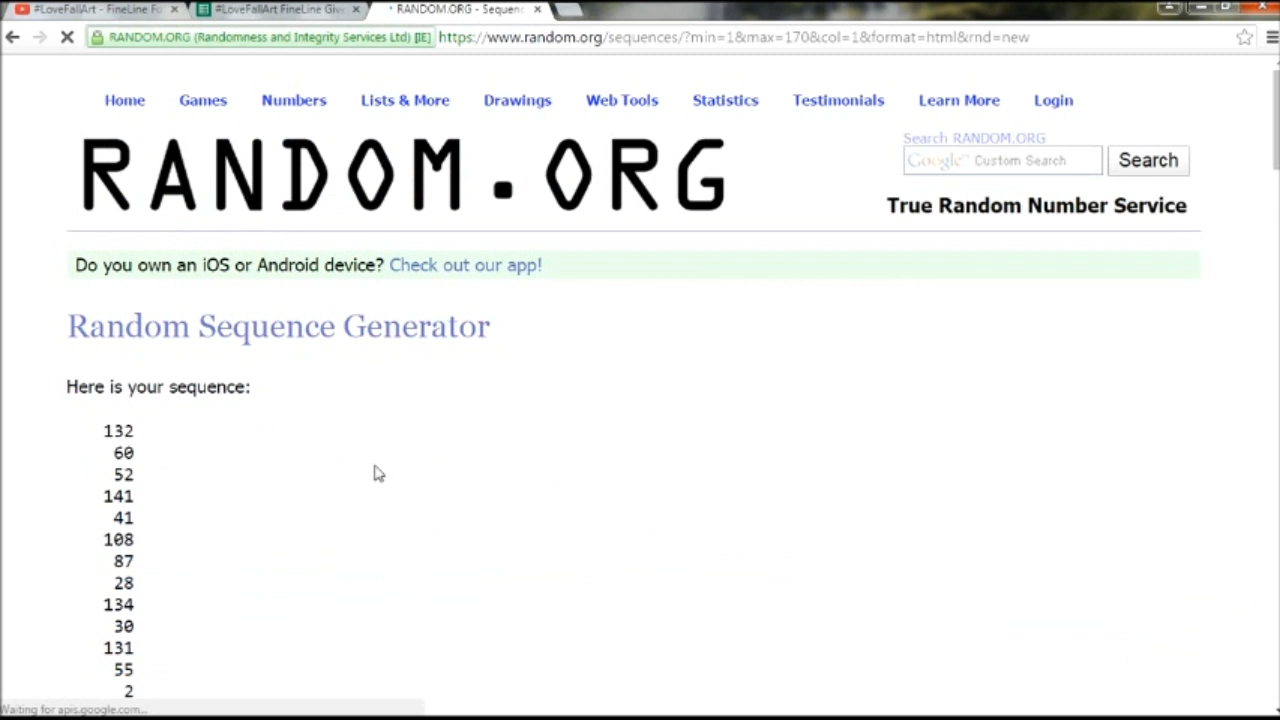 #LoveFallArt - FineLine Fu
#LoveFallArt FineLine Giv
RANDOM.ORG - Sequenc
RANDOM.ORG (Randomness and Integrity Services Ltd) [IE]
https://www.random.org/sequences/?min=1&max=170&col=1&format=html&rnd=new
Home Games Numbers Lists & More Drawings Web Tools Statistics Testimonials Learn More Login
RANDOM.ORG
Search RANDOM.ORG
Google™ Custom Search
Search
True Random Number Service
Do you own an iOS or Android device? Check out our app!
Random Sequence Generator
Here is your sequence:
132
60
52
141
41
108
87
28
134
30
131
55
2
Waiting for apis.google.com...